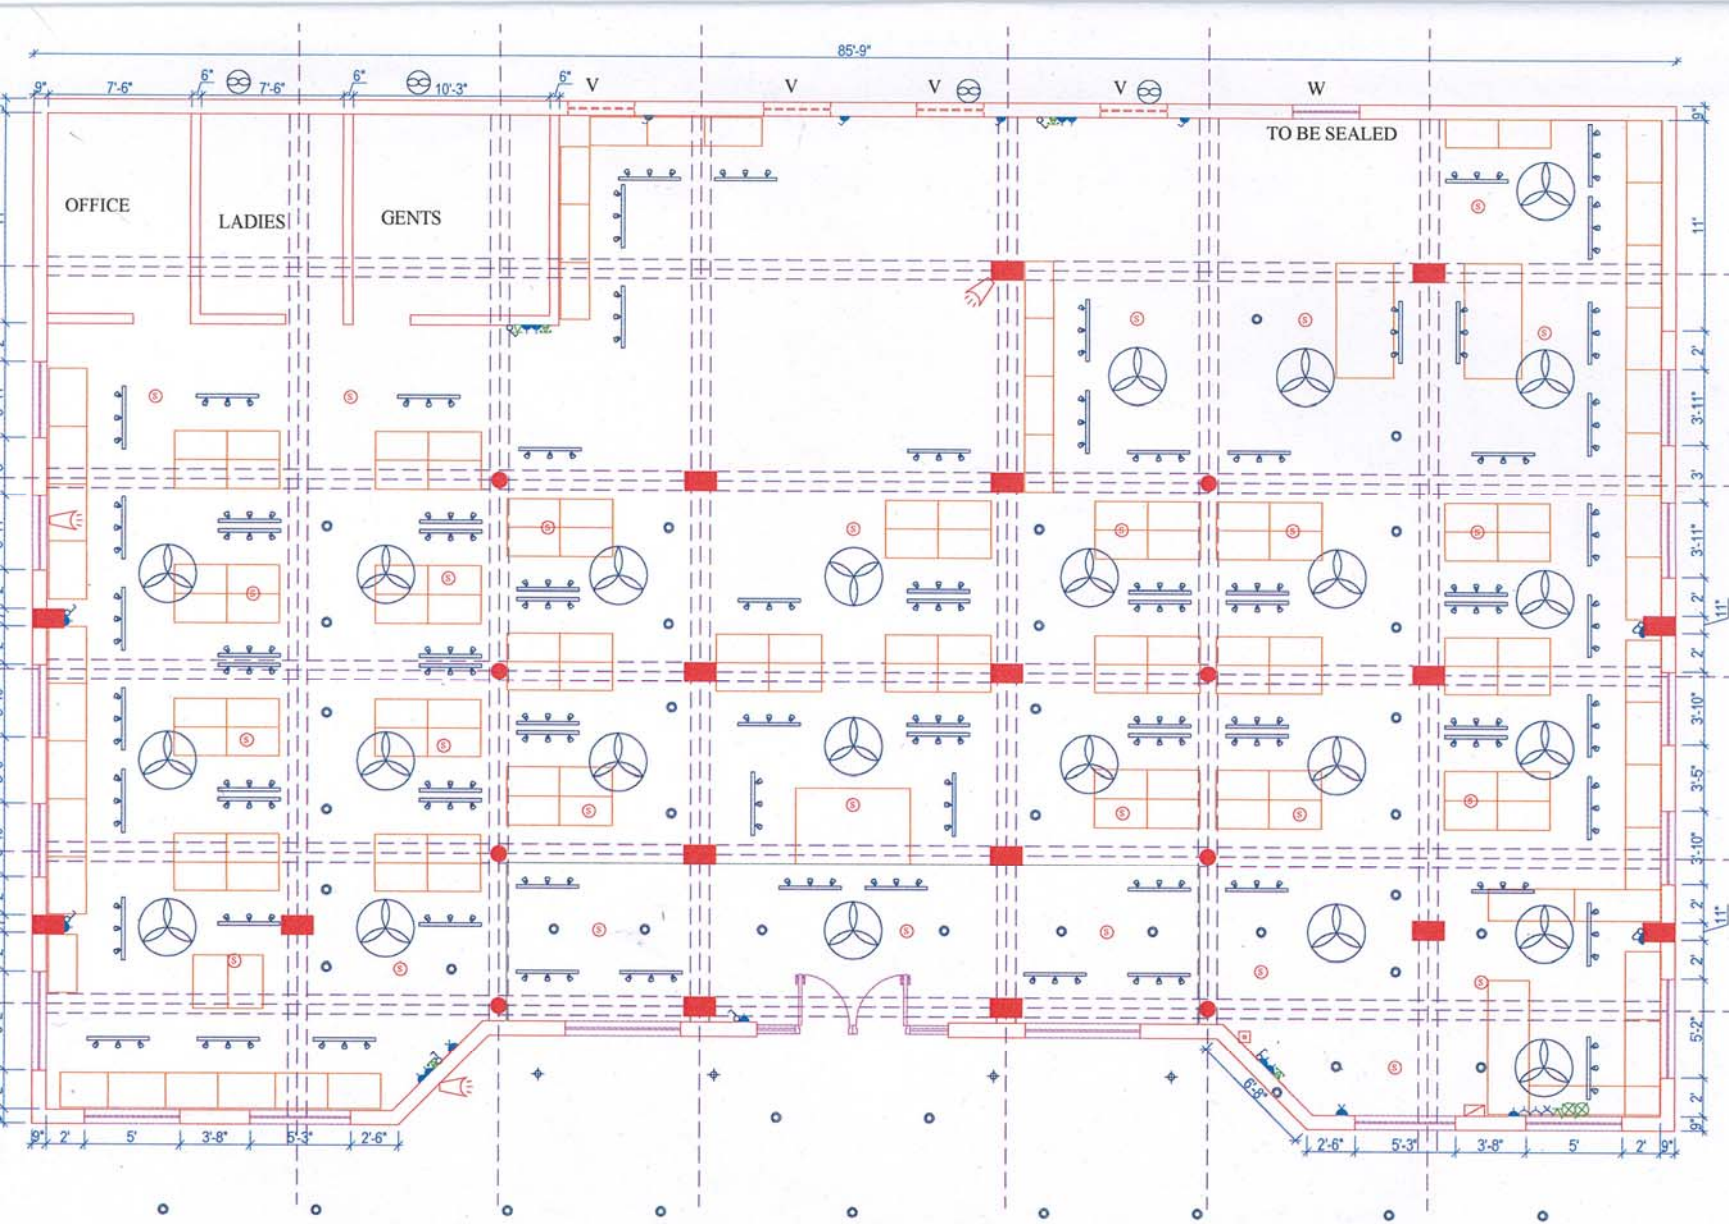 85'-9"
9" 7'-6" 6" 7'-6" 6" 10'-3" 6" V V V V W
TO BE SEALED
OFFICE LADIES GENTS
9"
11"
2'
3'-11"
3'
3'-11"
2'
11"
2'
3'-10"
3'-5"
3'-10"
2'
11"
2'
5'-2"
2'
9"
S S
S S S S
S S
S S S S S S
S S
S S S S S S S S
S S S S S S S
S
6'-8"
9" 2' 5' 3'-8" 5'-3" 2'-6" 2'-6" 5'-3" 3'-8" 5' 2' 9"